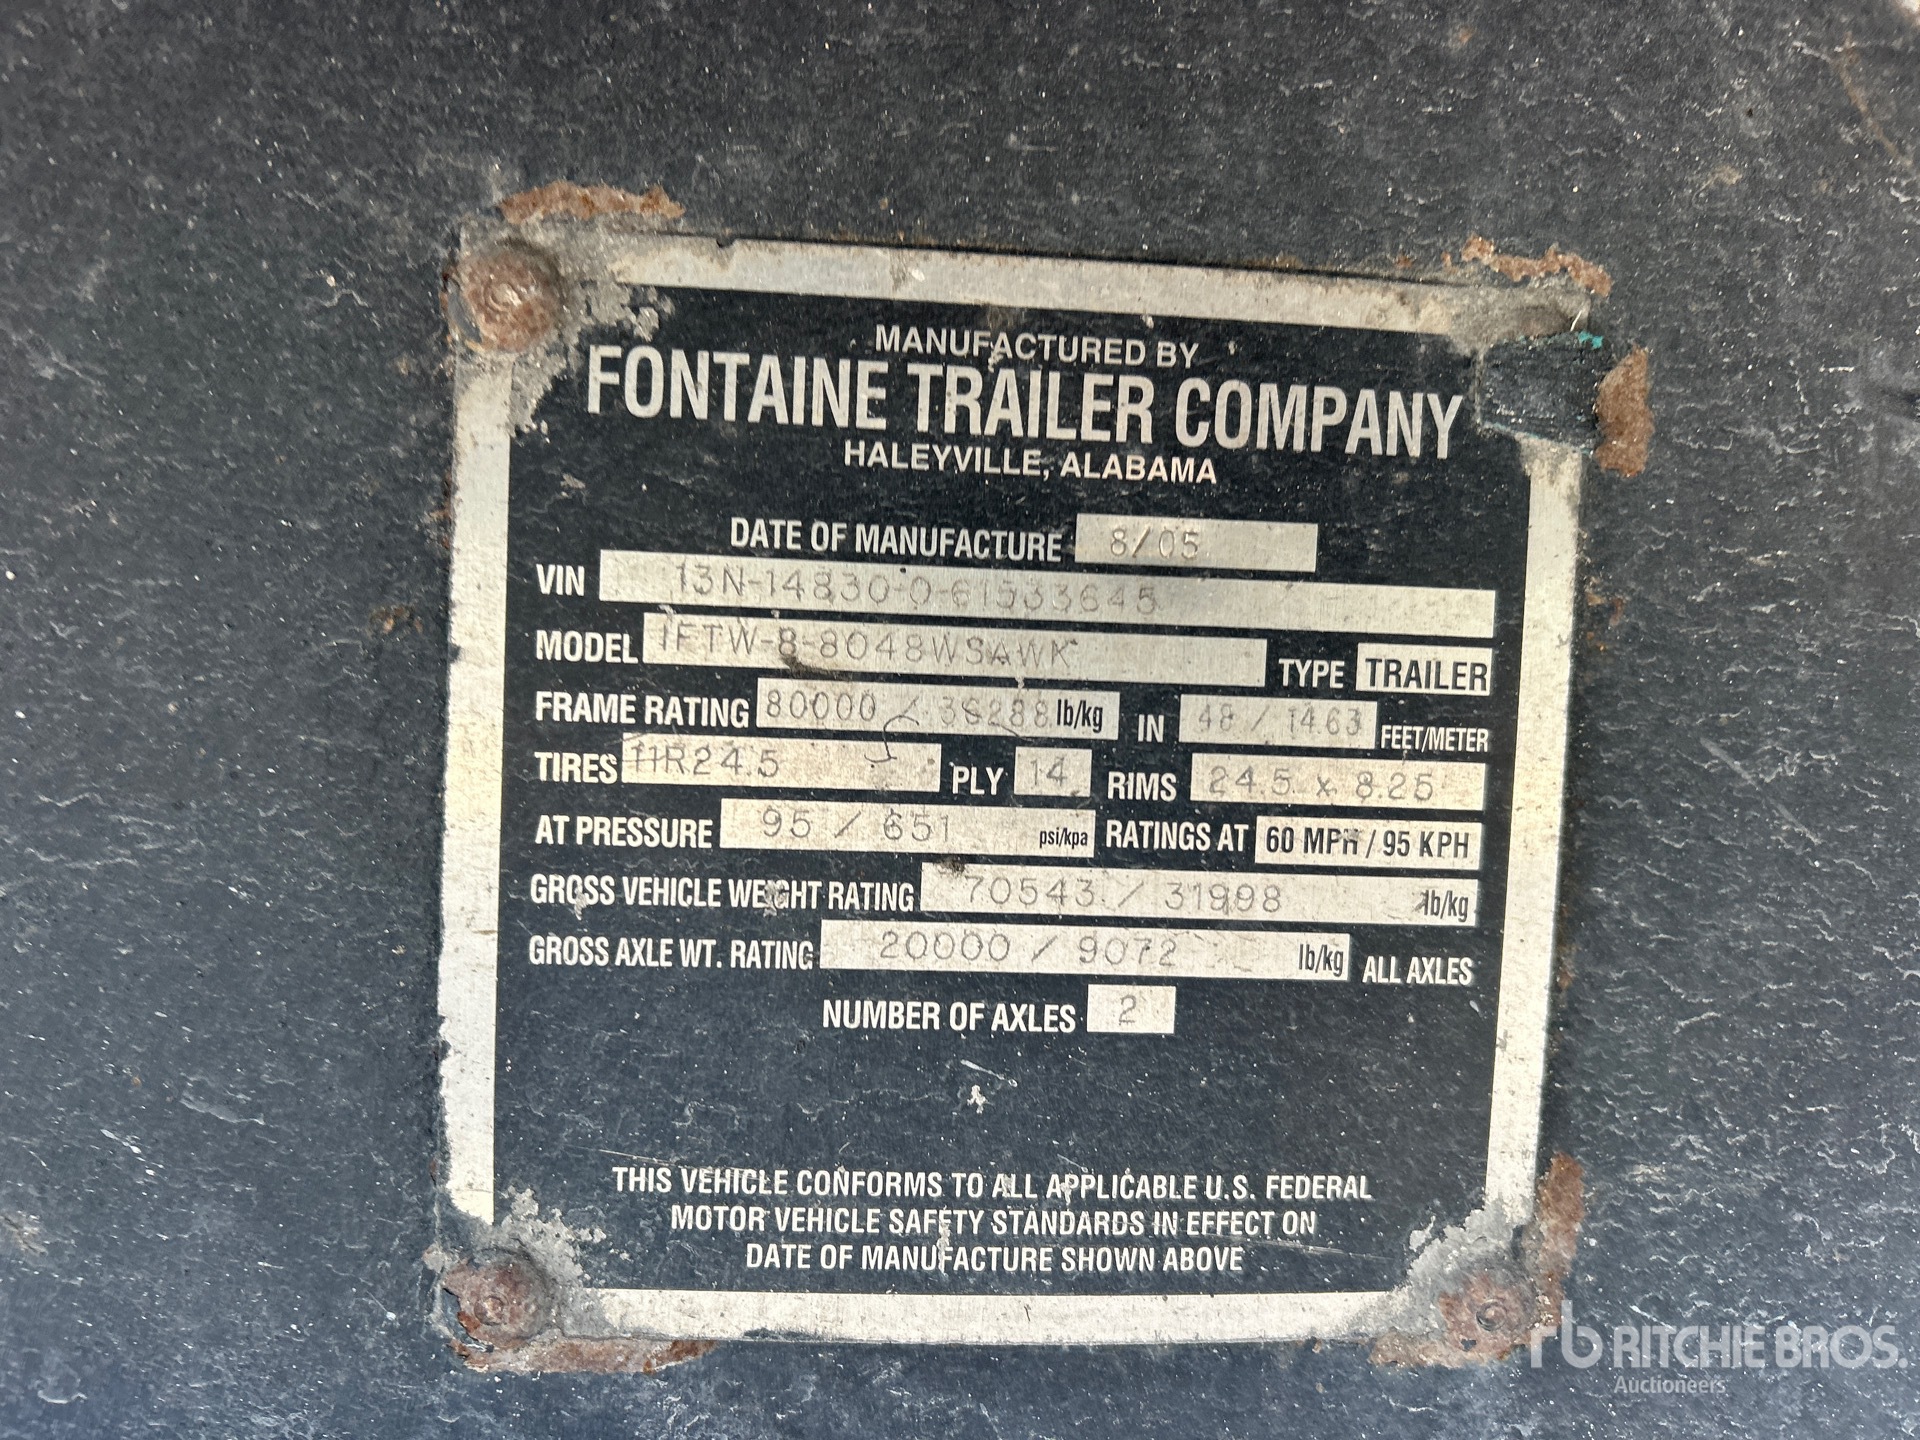 MANUFACTURED BY
FONTAINE TRAILER COMPANY
HALEYVILLE, ALABAMA
DATE OF MANUFACTURE 8/05
VIN 13N-14830-0-61533645
MODEL IFTW-8-8048WSAWK TYPE TRAILER
FRAME RATING 80000 / 36288 lb/kg IN 48 / 14.63 FEET/METER
TIRES 11R24.5 PLY 14 RIMS 24.5 x 8.25
AT PRESSURE 95 / 651 psi/kpa RATINGS AT 60 MPH / 95 KPH
GROSS VEHICLE WEIGHT RATING 70543 / 31998 lb/kg
GROSS AXLE WT. RATING 20000 / 9072 lb/kg ALL AXLES
NUMBER OF AXLES 2
THIS VEHICLE CONFORMS TO ALL APPLICABLE U.S. FEDERAL
MOTOR VEHICLE SAFETY STANDARDS IN EFFECT ON
DATE OF MANUFACTURE SHOWN ABOVE
rb RITCHIE BROS.
Auctioneers